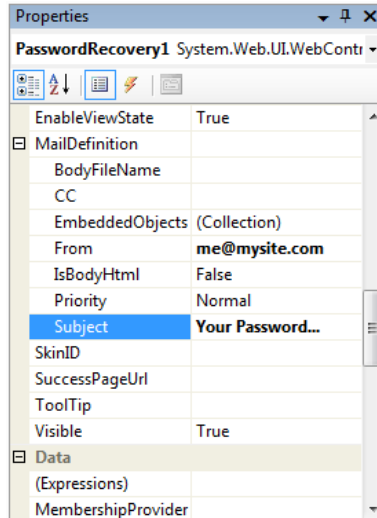 Properties
PasswordRecovery1 System.Web.UI.WebContr
EnableViewState True
MailDefinition
BodyFileName
CC
EmbeddedObjects (Collection)
From me@mysite.com
IsBodyHtml False
Priority Normal
Subject Your Password...
SkinID
SuccessPageUrl
ToolTip
Visible True
Data
(Expressions)
MembershipProvider